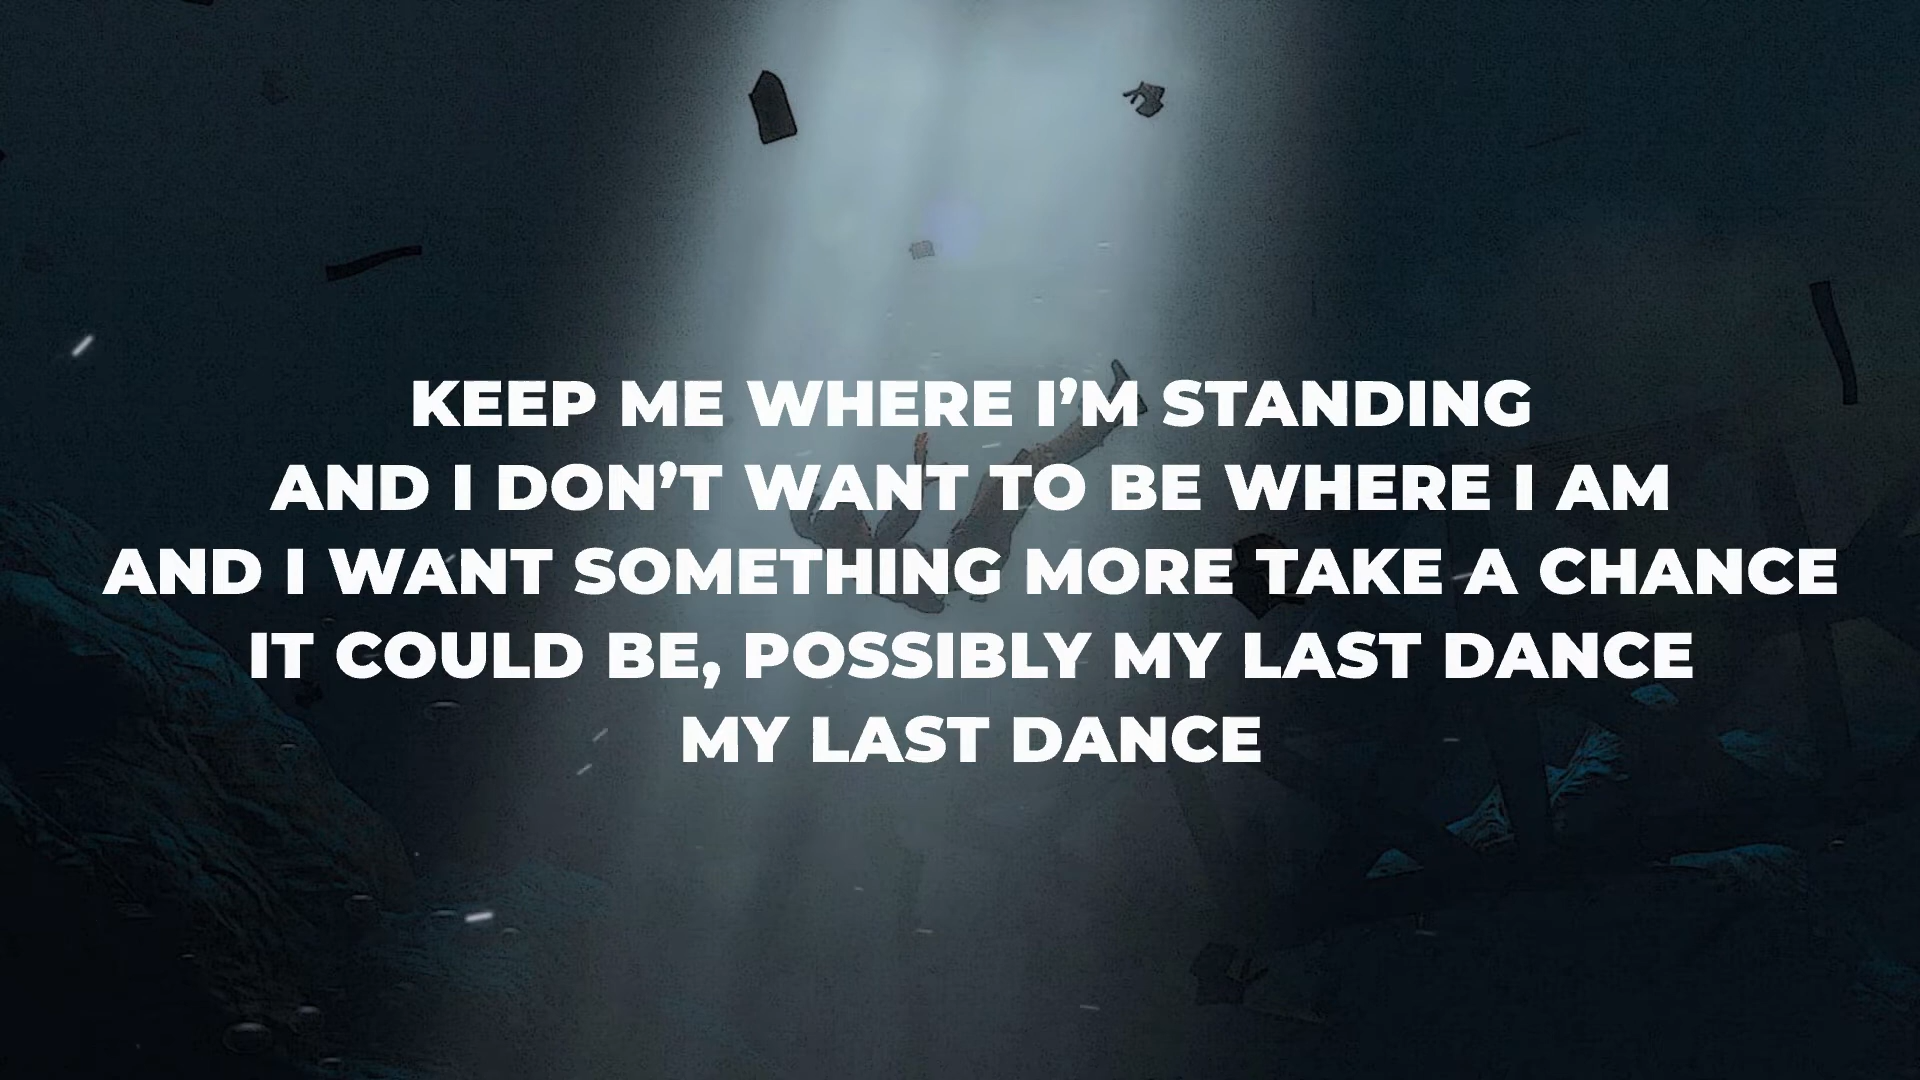 KEEP ME WHERE I’M STANDING
AND I DON’T WANT TO BE WHERE I AM
AND I WANT SOMETHING MORE TAKE A CHANCE
IT COULD BE, POSSIBLY MY LAST DANCE
MY LAST DANCE